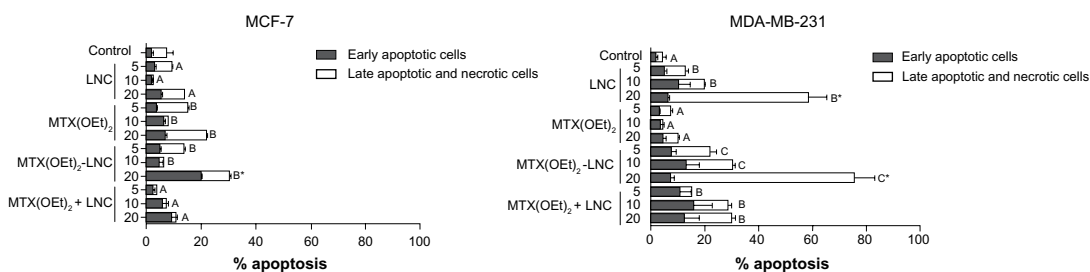 MCF-7
Control
Early apoptotic cells
Late apoptotic and necrotic cells
LNC
5 A
10 A
20 A
MTX(OEt)₂
5 B
10 B
20 B
MTX(OEt)₂-LNC
5 B
10 B
20 B*
MTX(OEt)₂ + LNC
5 A
10 A
20 A
0 20 40 60 80 100
% apoptosis
MDA-MB-231
Control A
Early apoptotic cells
Late apoptotic and necrotic cells
LNC
5 B
10 B
20 B*
MTX(OEt)₂
5 A
10 A
20 A
MTX(OEt)₂-LNC
5 C
10 C
20 C*
MTX(OEt)₂ + LNC
5 B
10 B
20 B
0 20 40 60 80 100
% apoptosis